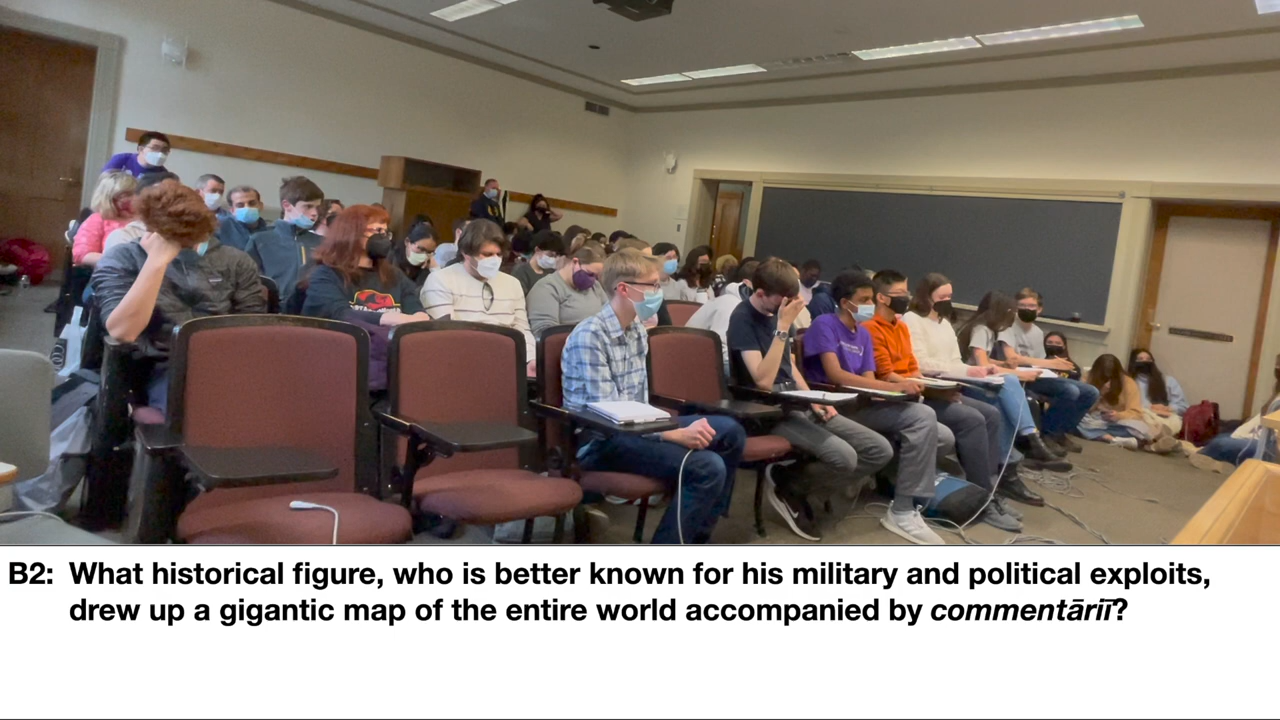 B2: What historical figure, who is better known for his military and political exploits,
drew up a gigantic map of the entire world accompanied by commentāriī?